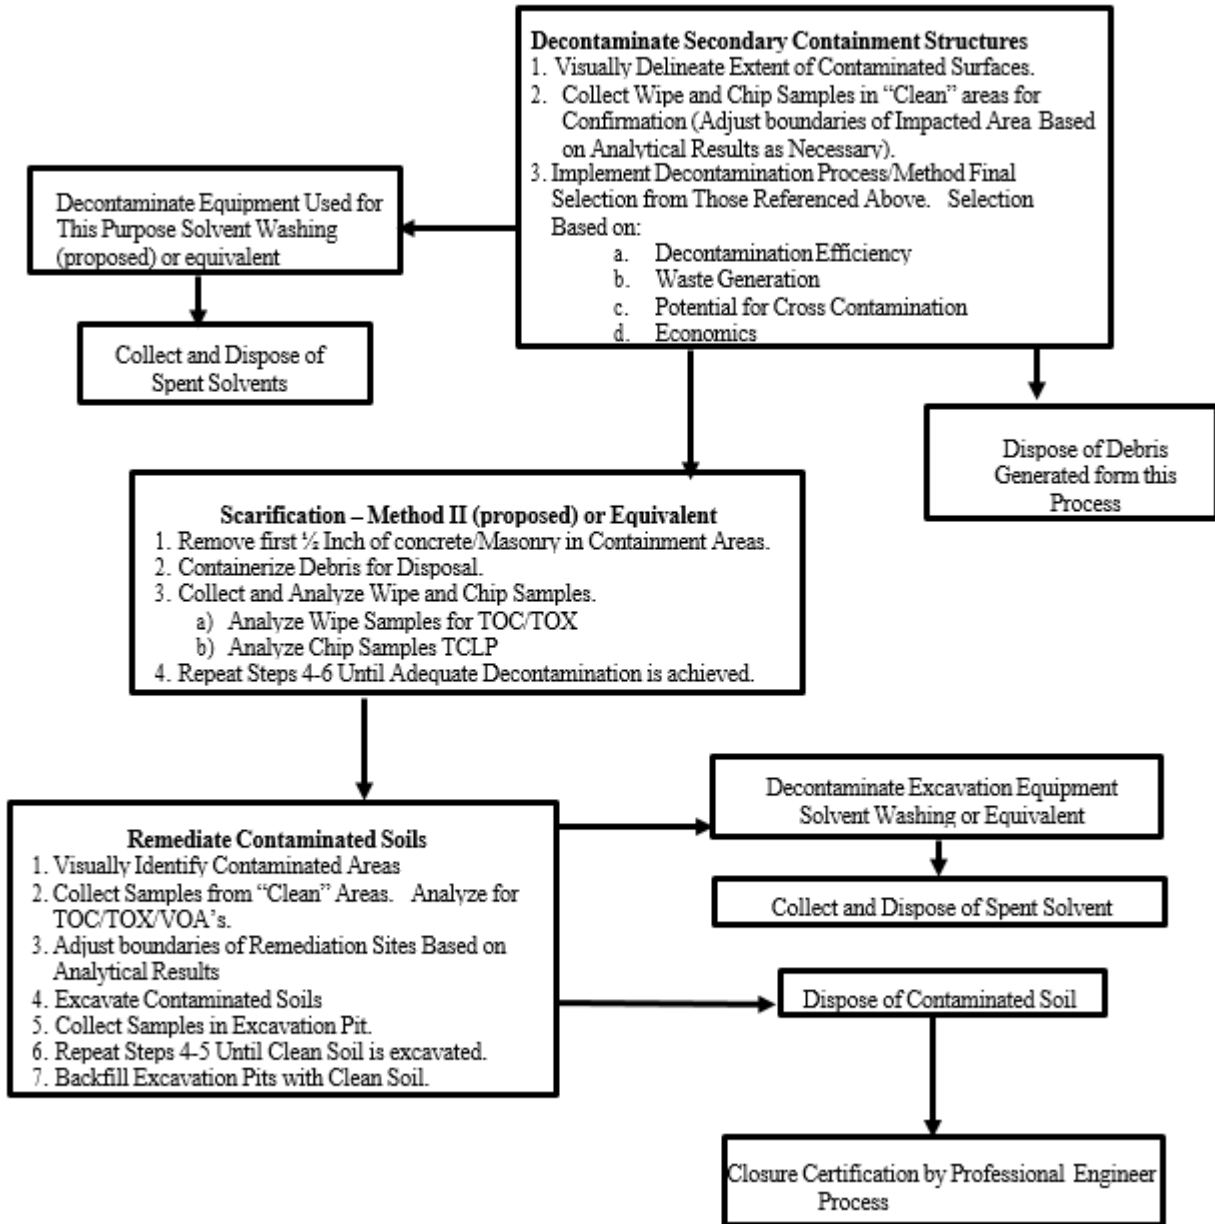 Decontaminate Secondary Containment Structures
1. Visually Delineate Extent of Contaminated Surfaces.
2. Collect Wipe and Chip Samples in “Clean” areas for
Confirmation (Adjust boundaries of Impacted Area Based
on Analytical Results as Necessary).
3. Implement Decontamination Process/Method Final
Selection from Those Referenced Above. Selection
Based on:
a. Decontamination Efficiency
b. Waste Generation
c. Potential for Cross Contamination
d. Economics
Decontaminate Equipment Used for
This Purpose Solvent Washing
(proposed) or equivalent
Collect and Dispose of
Spent Solvents
Dispose of Debris
Generated form this
Process
Scarification – Method II (proposed) or Equivalent
1. Remove first ½ Inch of concrete/Masonry in Containment Areas.
2. Containerize Debris for Disposal.
3. Collect and Analyze Wipe and Chip Samples.
a) Analyze Wipe Samples for TOC/TOX
b) Analyze Chip Samples TCLP
4. Repeat Steps 4-6 Until Adequate Decontamination is achieved.
Remediate Contaminated Soils
1. Visually Identify Contaminated Areas
2. Collect Samples from “Clean” Areas. Analyze for
TOC/TOX/VOA’s.
3. Adjust boundaries of Remediation Sites Based on
Analytical Results
4. Excavate Contaminated Soils
5. Collect Samples in Excavation Pit.
6. Repeat Steps 4-5 Until Clean Soil is excavated.
7. Backfill Excavation Pits with Clean Soil.
Decontaminate Excavation Equipment
Solvent Washing or Equivalent
Collect and Dispose of Spent Solvent
Dispose of Contaminated Soil
Closure Certification by Professional Engineer
Process